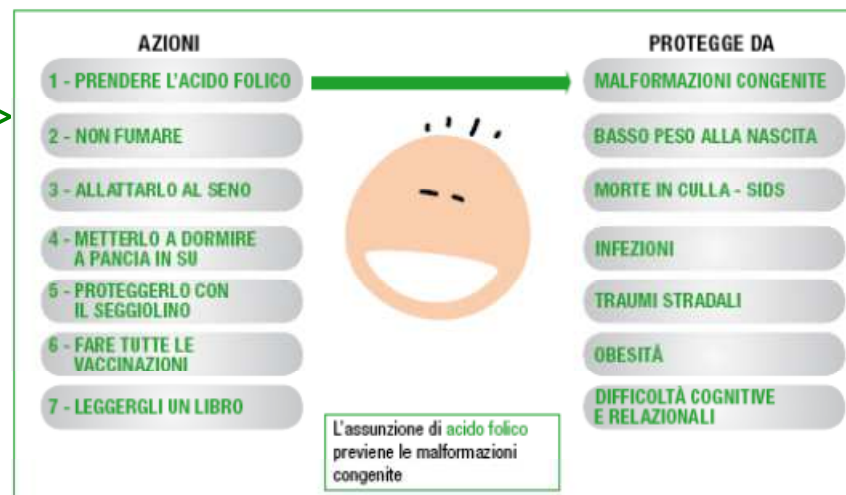 AZIONI
1 - PRENDERE L'ACIDO FOLICO
2 - NON FUMARE
3 - ALLATTARLO AL SENO
4 - METTERLO A DORMIRE
A PANCIA IN SU
5 - PROTEGGERLO CON
IL SEGGIOLINO
6 - FARE TUTTE LE
VACCINAZIONI
7 - LEGGERGLI UN LIBRO
PROTEGGE DA
MALFORMAZIONI CONGENITE
BASSO PESO ALLA NASCITA
MORTE IN CULLA - SIDS
INFEZIONI
TRAUMI STRADALI
OBESITÁ
DIFFICOLTÀ COGNITIVE
E RELAZIONALI
L'assunzione di acido folico
previene le malformazioni
congenite